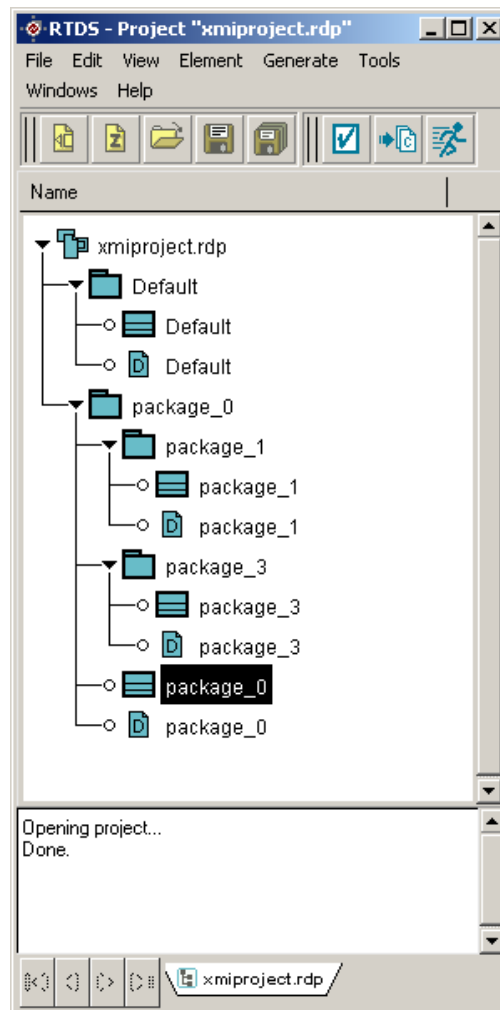 RTDS - Project "xmiproject.rdp"
File Edit View Element Generate Tools
Windows Help
Name
xmiproject.rdp
Default
Default
D Default
package_0
package_1
package_1
D package_1
package_3
package_3
D package_3
package_0
D package_0
Opening project...
Done.
xmiproject.rdp